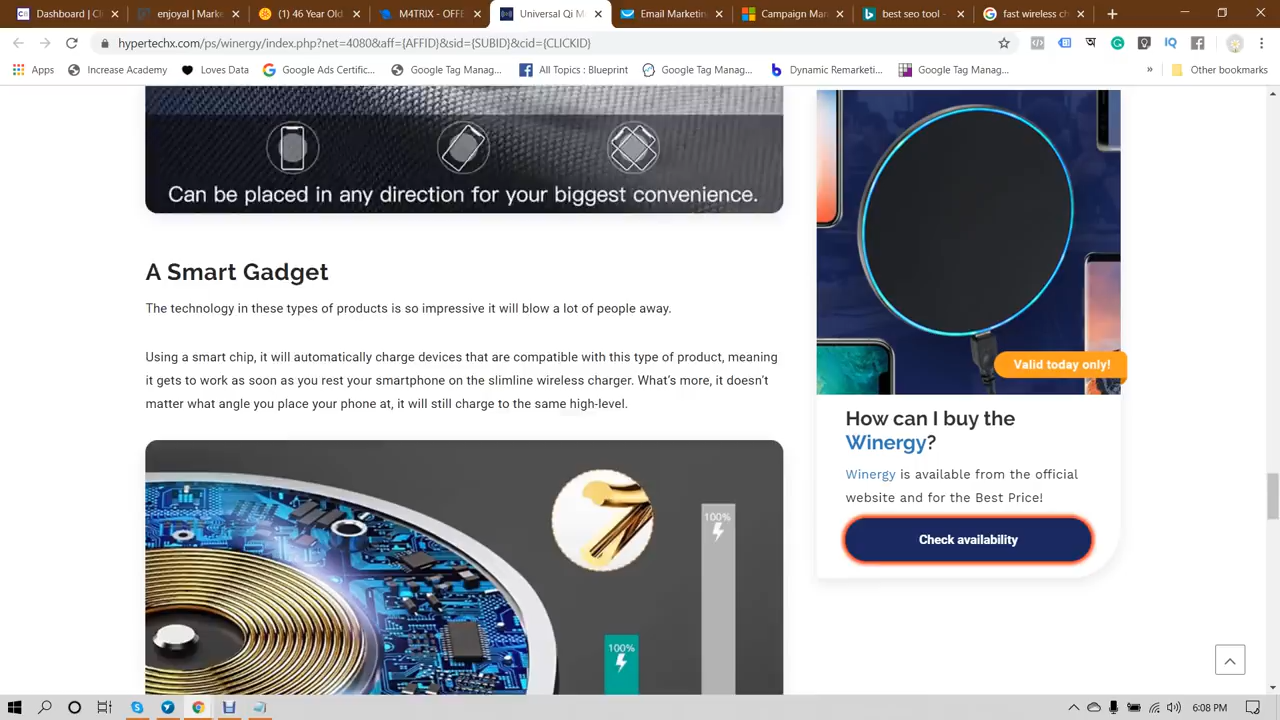 Dashboard | Click
enjoyal | Manage
(1) 46 Year Old
M4TRIX - OFFE
Universal Qi M
Email Marketin
Campaign Man
best seo tool -
fast wireless ch
hypertechx.com/ps/winergy/index.php?net=4080&aff={AFFID}&sid={SUBID}&cid={CLICKID}
IQ
Apps
Increase Academy
Loves Data
Google Ads Certific...
Google Tag Manag...
All Topics : Blueprint
Google Tag Manag...
Dynamic Remarketi...
Google Tag Manag...
»
Other bookmarks
Can be placed in any direction for your biggest convenience.
A Smart Gadget
The technology in these types of products is so impressive it will blow a lot of people away.
Using a smart chip, it will automatically charge devices that are compatible with this type of product, meaning
it gets to work as soon as you rest your smartphone on the slimline wireless charger. What's more, it doesn't
matter what angle you place your phone at, it will still charge to the same high-level.
100%
100%
Valid today only!
How can I buy the
Winergy?
Winergy is available from the official
website and for the Best Price!
Check availability
6:08 PM